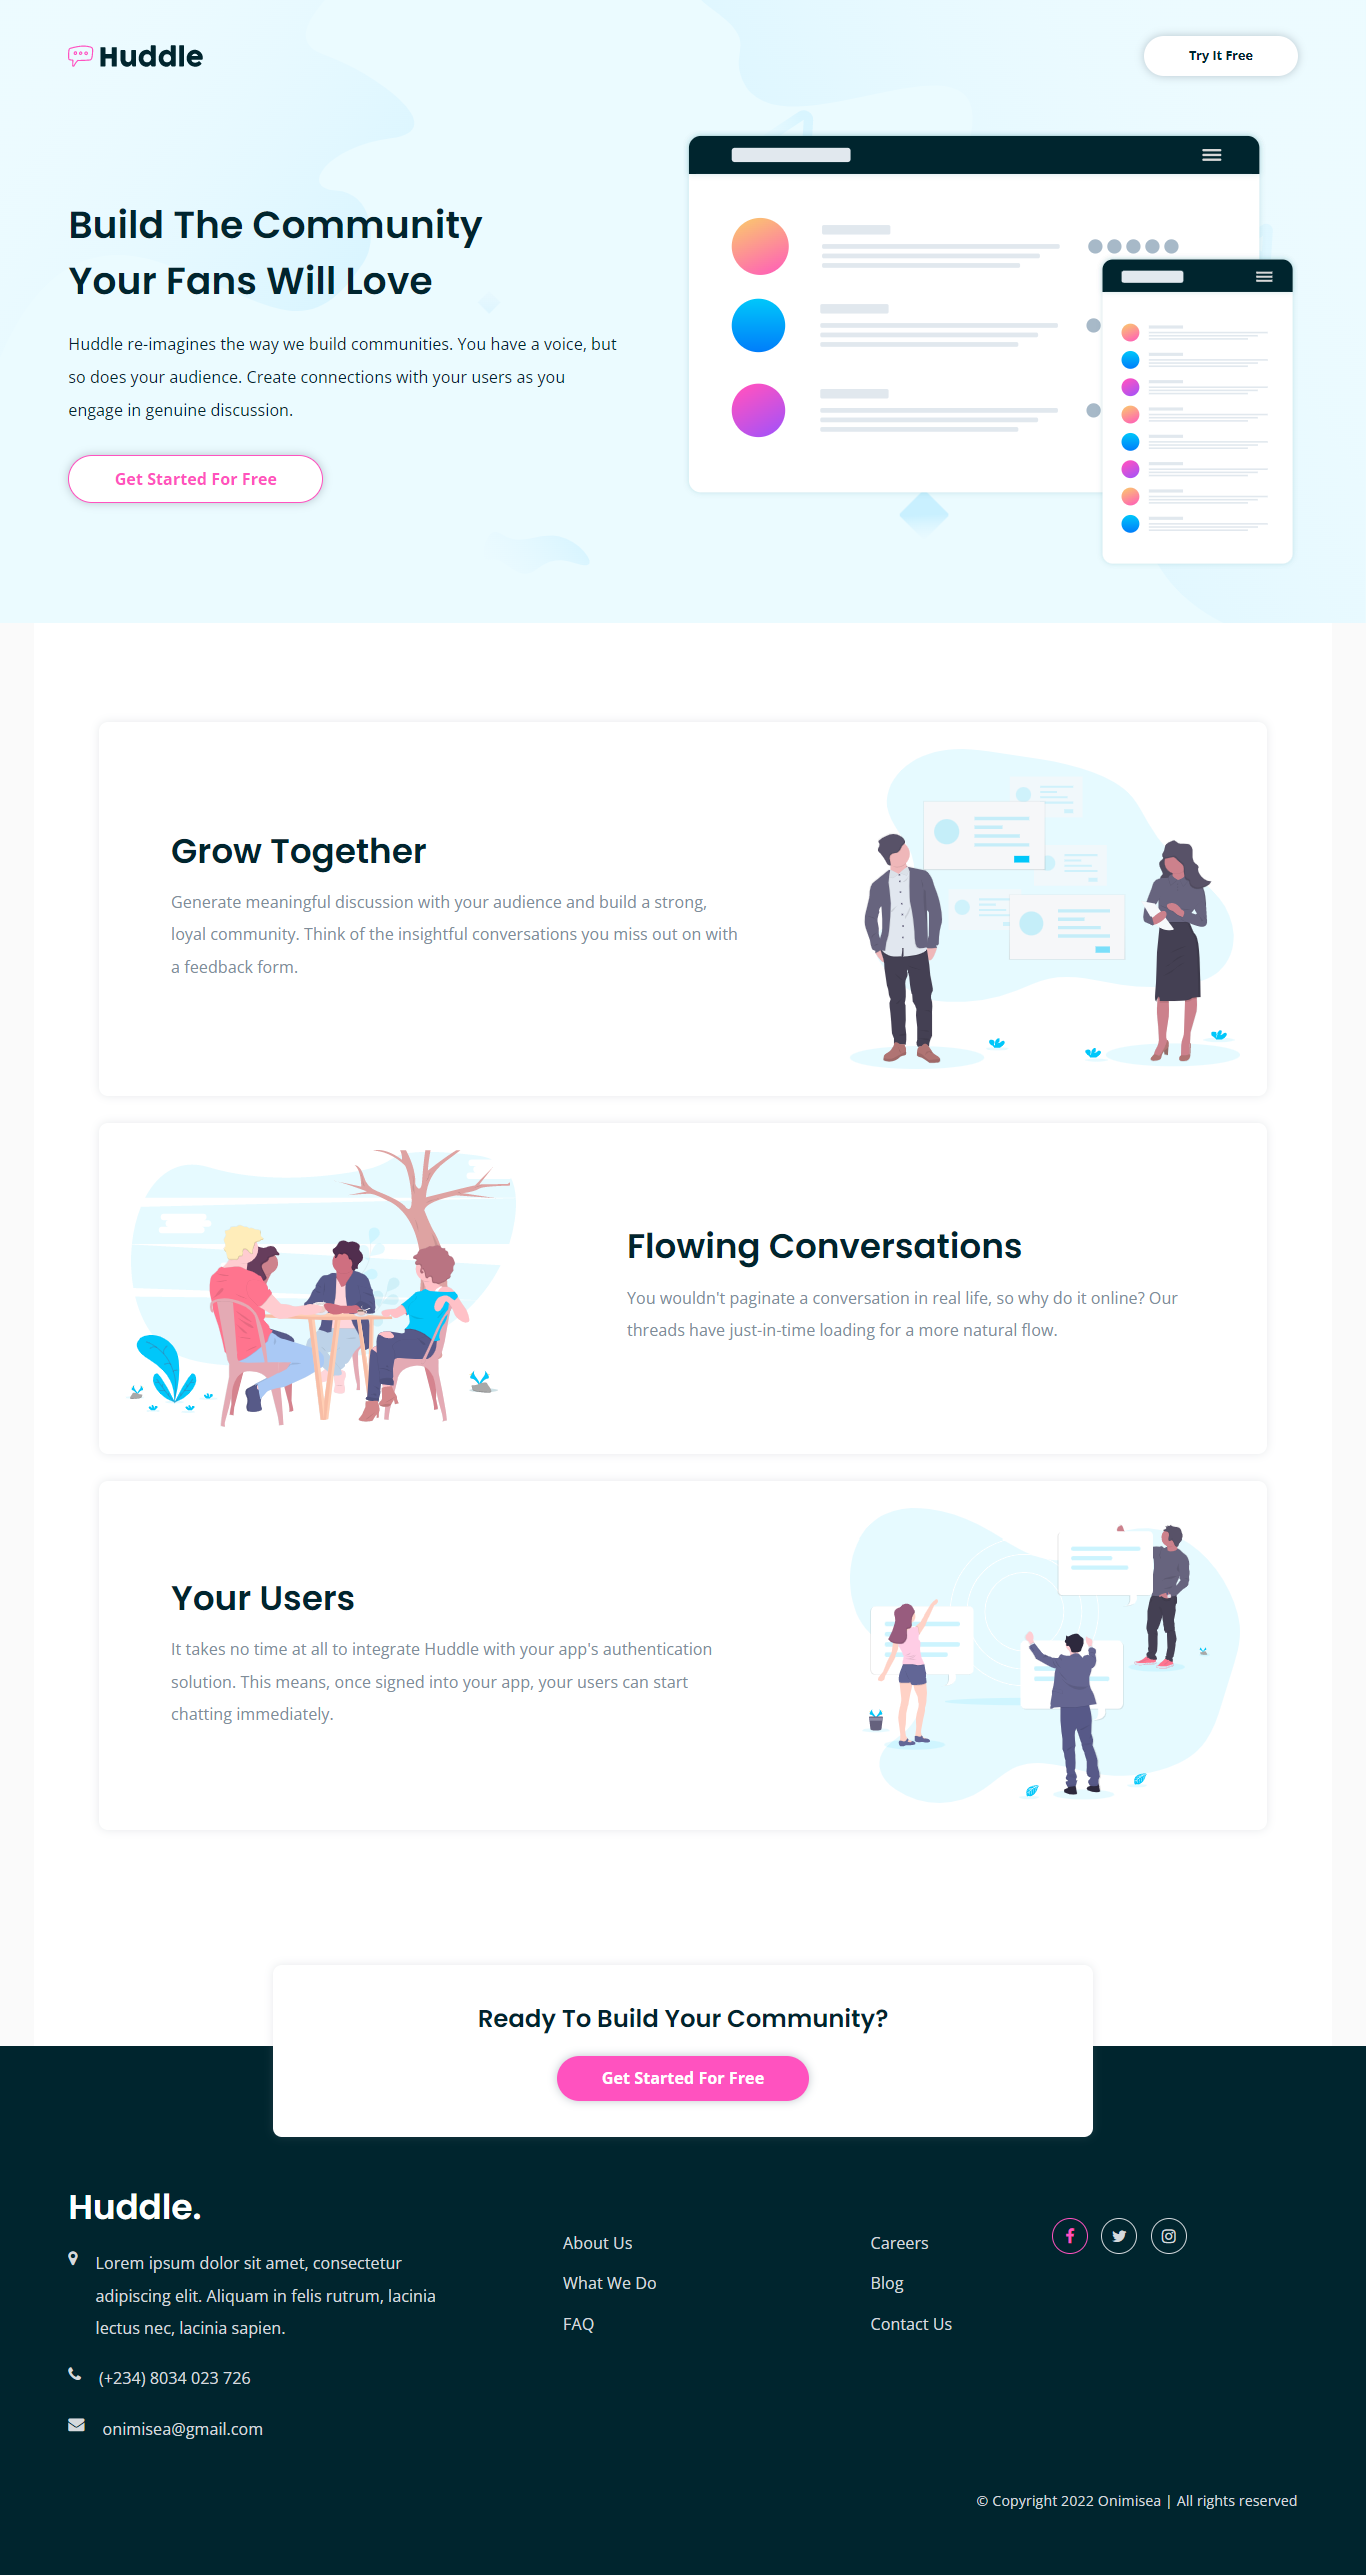 Huddle
Try It Free
Build The Community
Your Fans Will Love
Huddle re-imagines the way we build communities. You have a voice, but
so does your audience. Create connections with your users as you
engage in genuine discussion.
Get Started For Free
Grow Together
Generate meaningful discussion with your audience and build a strong,
loyal community. Think of the insightful conversations you miss out on with
a feedback form.
Flowing Conversations
You wouldn't paginate a conversation in real life, so why do it online? Our
threads have just-in-time loading for a more natural flow.
Your Users
It takes no time at all to integrate Huddle with your app's authentication
solution. This means, once signed into your app, your users can start
chatting immediately.
Ready To Build Your Community?
Get Started For Free
Huddle.
Lorem ipsum dolor sit amet, consectetur
adipiscing elit. Aliquam in felis rutrum, lacinia
lectus nec, lacinia sapien.
(+234) 8034 023 726
onimisea@gmail.com
About Us
What We Do
FAQ
Careers
Blog
Contact Us
© Copyright 2022 Onimisea | All rights reserved